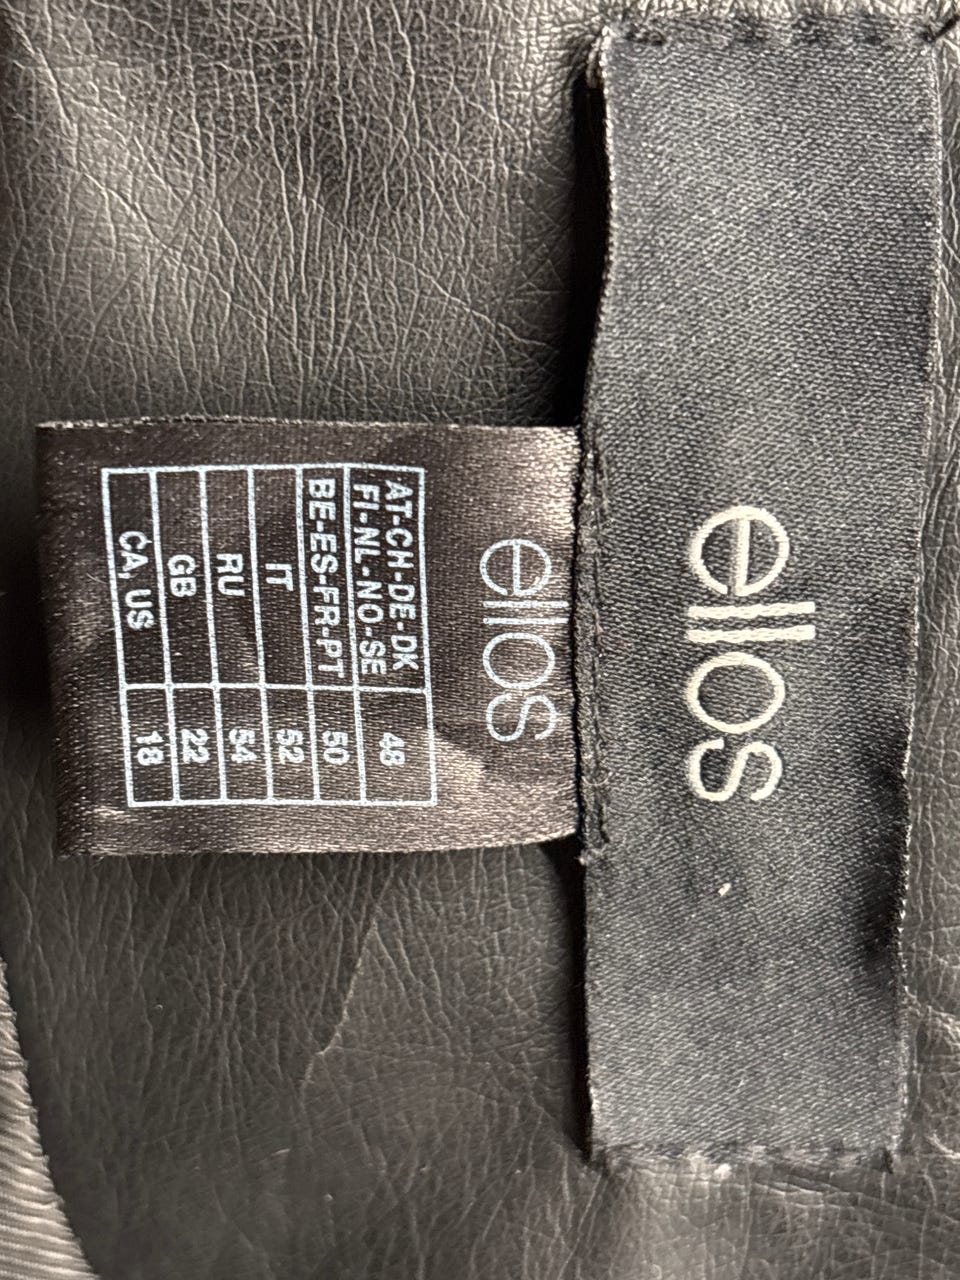 ellos
ellos
AT-CH-DE-DK
FI-NL-NO-SE 48
BE-ES-FR-PT 50
IT 52
RU 54
GB 22
CA, US 18